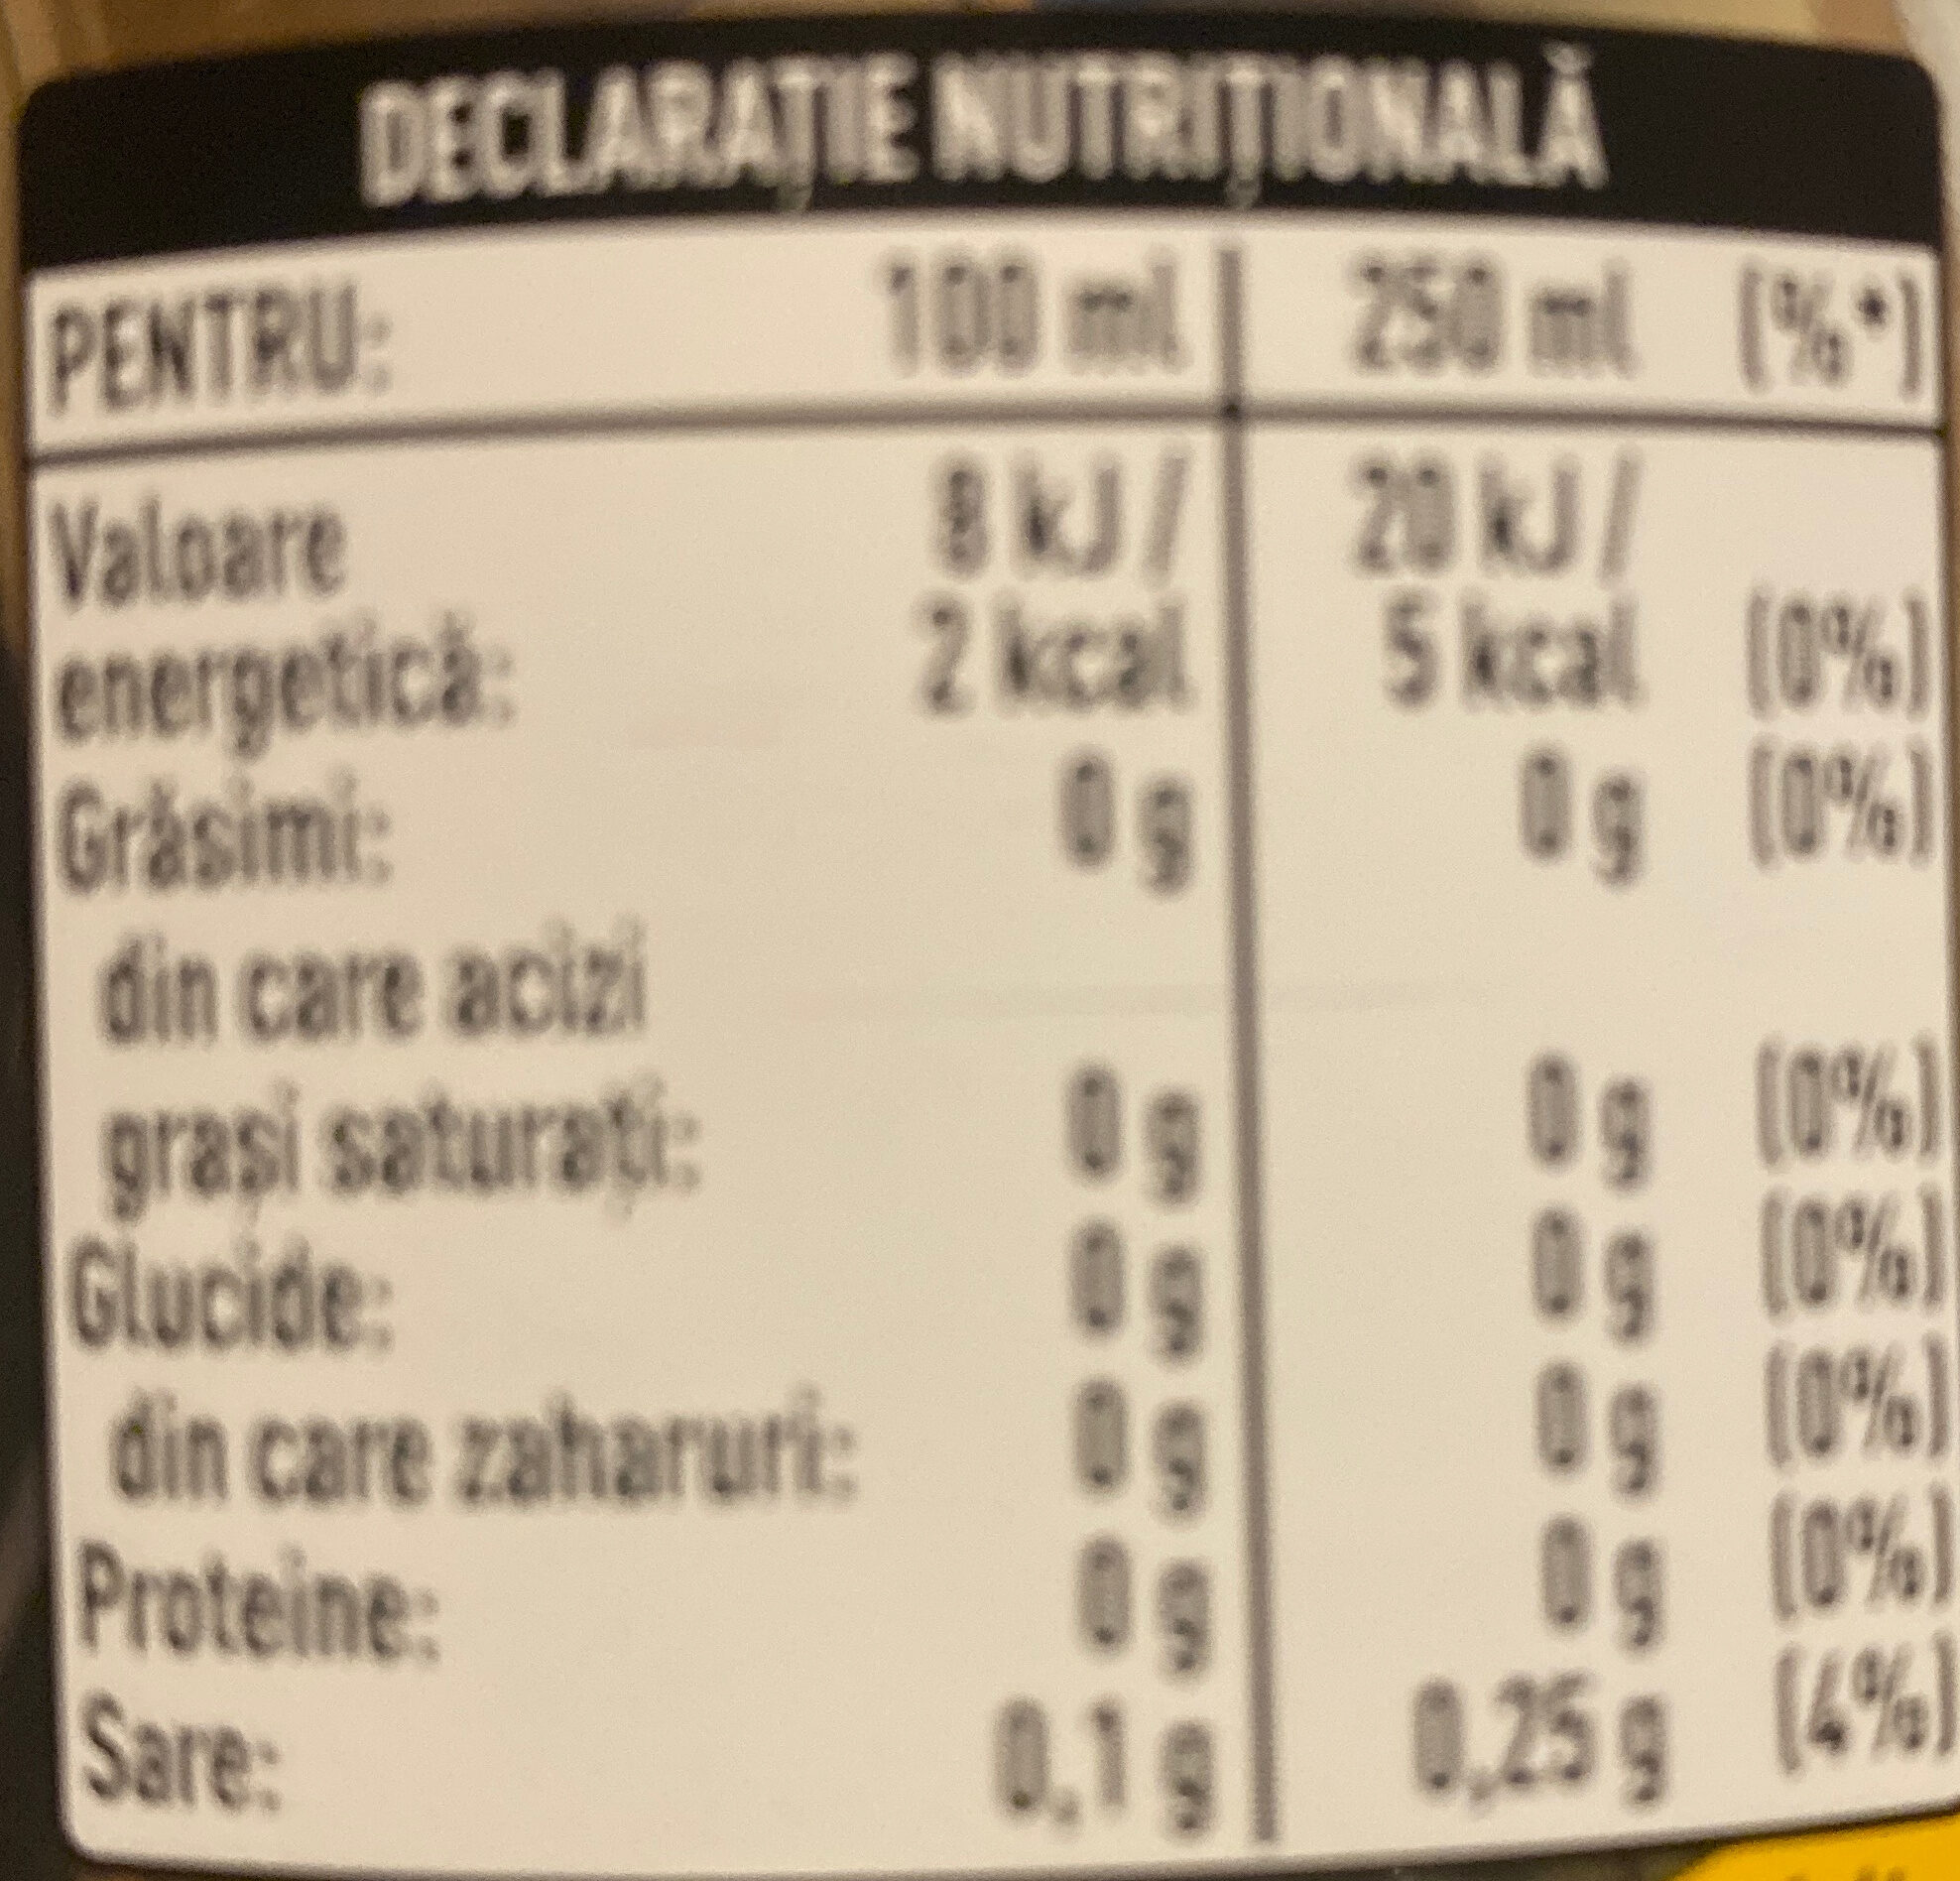 DECLARAȚIE NUTRIȚIONALĂ
PENTRU: 100 ml 250 ml (%*)
Valoare 8 kJ/ 20 kJ/
energetică: 2 kcal 5 kcal (0%)
Grăsimi: 0 g 0 g (0%)
din care acizi
grași saturați: 0 g 0 g (0%)
Glucide: 0 g 0 g (0%)
din care zaharuri: 0 g 0 g (0%)
Proteine: 0 g 0 g (0%)
Sare: 0,1 g 0,25 g (4%)